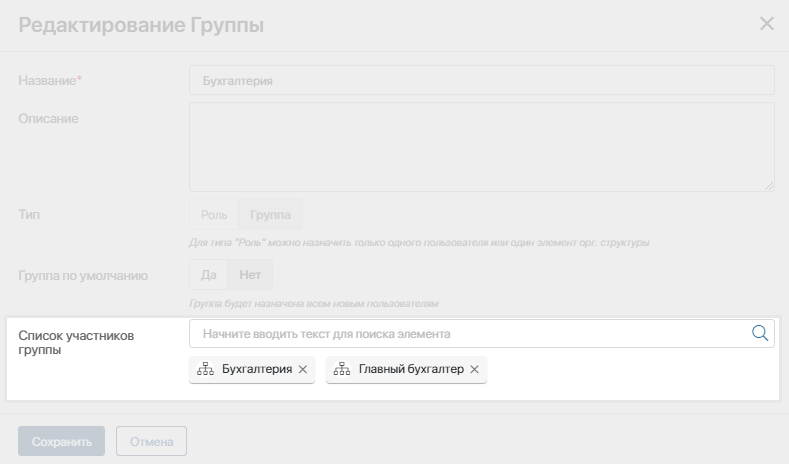 Редактирование Группы
Название*
Бухгалтерия
Описание
Тип
Роль
Группа
Для типа "Роль" можно назначить только одного пользователя или один элемент орг. структуры
Группа по умолчанию
Да
Нет
Группа будет назначена всем новым пользователям
Список участников
группы
Начните вводить текст для поиска элемента
Бухгалтерия
Главный бухгалтер
Сохранить
Отмена